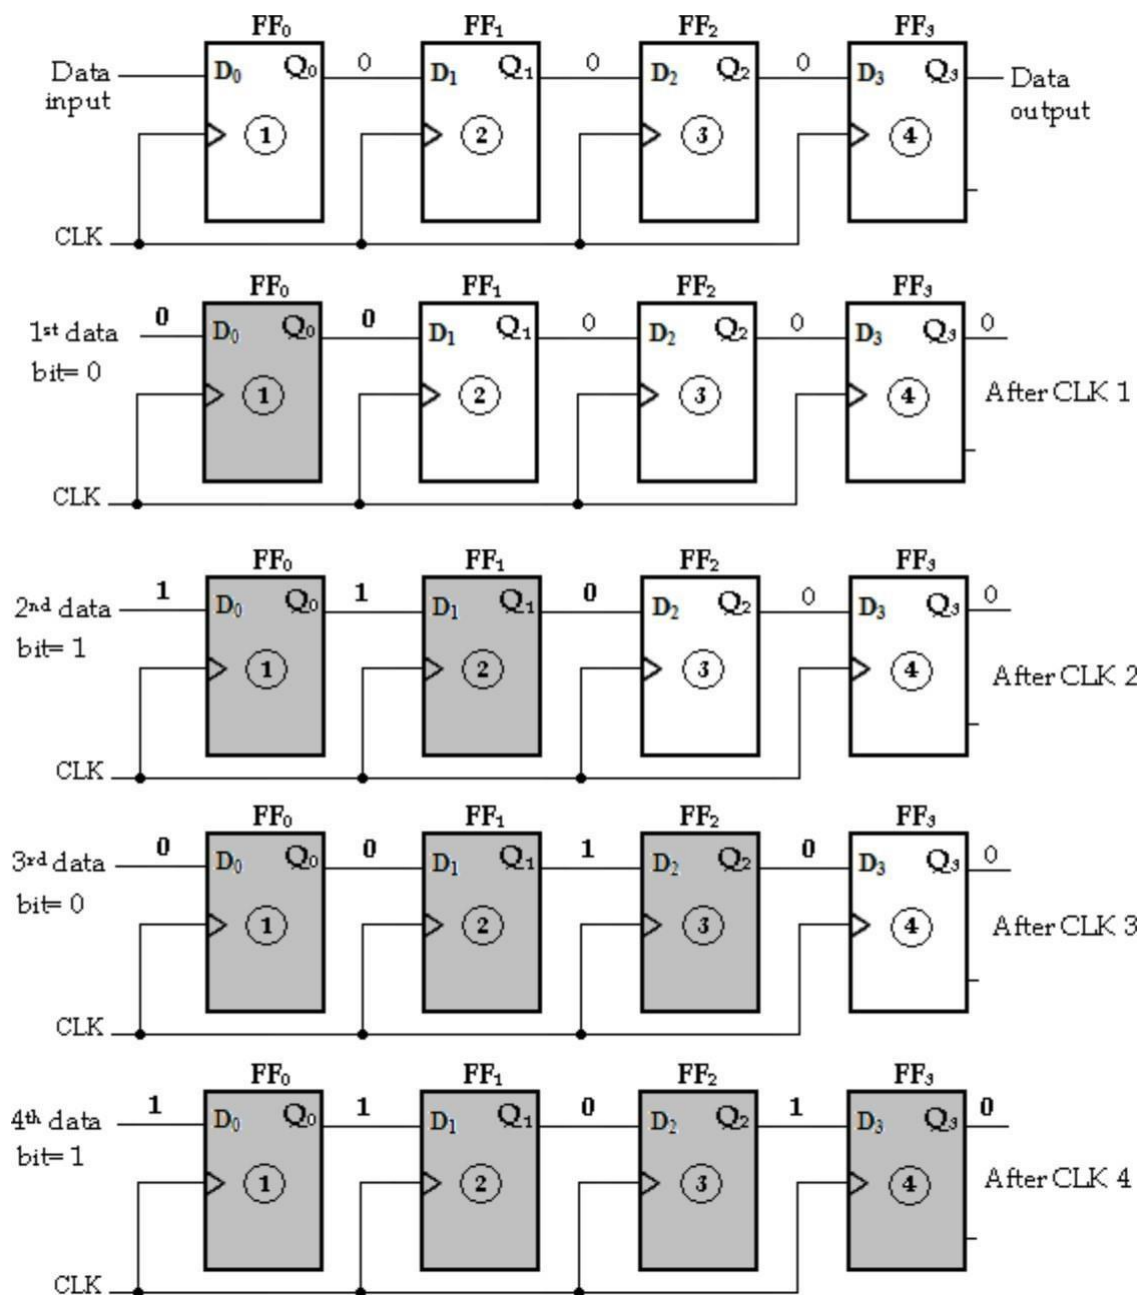 FF₀ FF₁ FF₂ FF₃
Data input D₀ Q₀ 0 D₁ Q₁ 0 D₂ Q₂ 0 D₃ Q₃ Data output
1 2 3 4
CLK
FF₀ FF₁ FF₂ FF₃
1st data bit= 0 0 D₀ Q₀ 0 D₁ Q₁ 0 D₂ Q₂ 0 D₃ Q₃ 0
1 2 3 4 After CLK 1
CLK
FF₀ FF₁ FF₂ FF₃
2nd data bit= 1 1 D₀ Q₀ 1 D₁ Q₁ 0 D₂ Q₂ 0 D₃ Q₃ 0
1 2 3 4 After CLK 2
CLK
FF₀ FF₁ FF₂ FF₃
3rd data bit= 0 0 D₀ Q₀ 0 D₁ Q₁ 1 D₂ Q₂ 0 D₃ Q₃ 0
1 2 3 4 After CLK 3
CLK
FF₀ FF₁ FF₂ FF₃
4th data bit= 1 1 D₀ Q₀ 1 D₁ Q₁ 0 D₂ Q₂ 1 D₃ Q₃ 0
1 2 3 4 After CLK 4
CLK